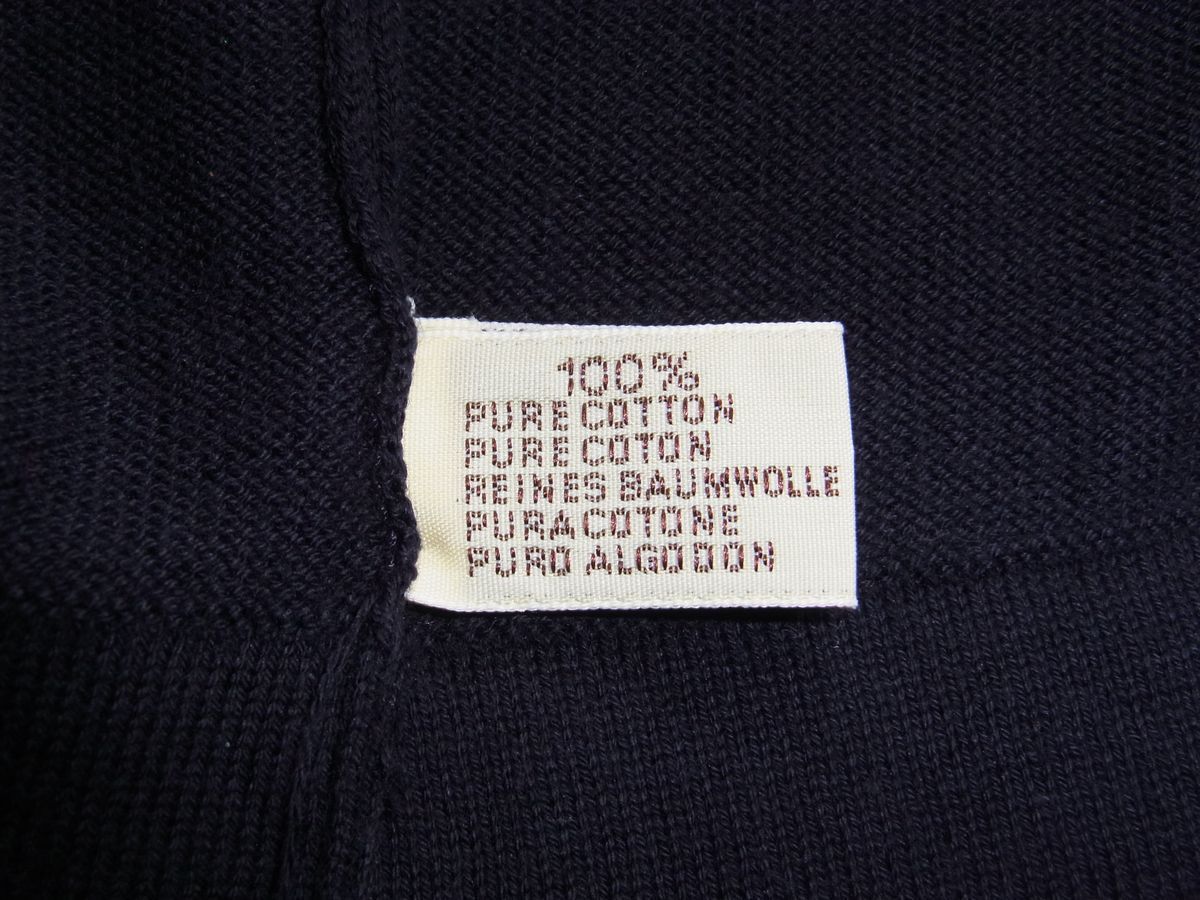 100%
PURE COTTON
PURE COTON
REINES BAUMWOLLE
PURA COTONE
PURO ALGODON